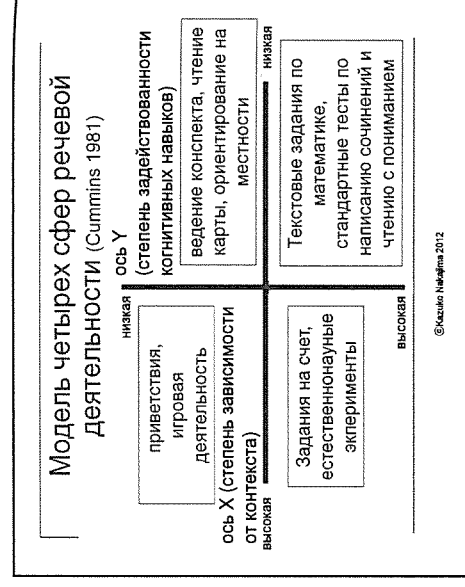 Модель четырех сфер речевой
деятельности (Cummins 1981)
ось Y
(степень задействованности
когнитивных навыков)
низкая
приветствия,
игровая
деятельность
ведение конспекта, чтение
карты, ориентирование на
местности
ось X (степень зависимости
от контекста)
высокая
низкая
Задания на счет,
естественнонауные
экперименты
Текстовые задания по
математике,
стандартные тесты по
написанию сочинений и
чтению с пониманием
высокая
©Kazuko Nakajima 2012